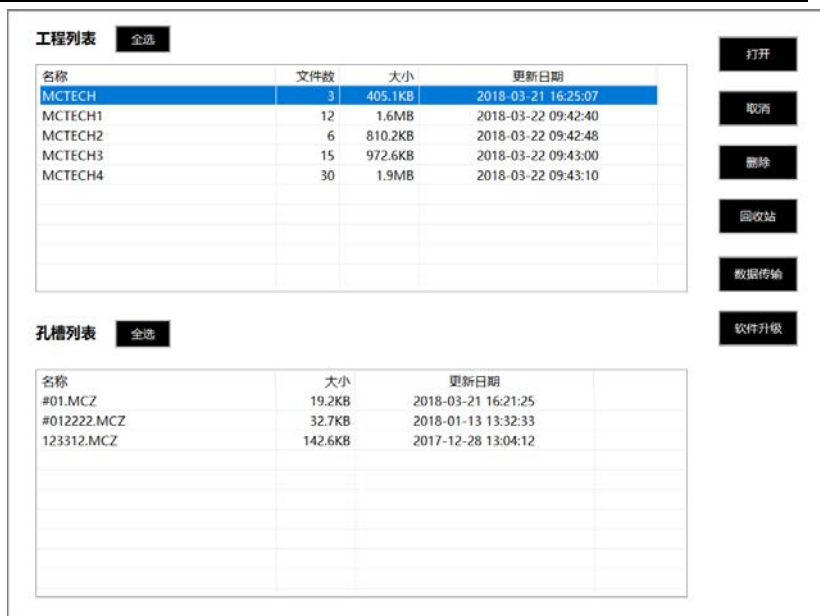 工程列表 全选
名称 文件数 大小 更新日期
MCTECH 3 405.1KB 2018-03-21 16:25:07
MCTECH1 12 1.6MB 2018-03-22 09:42:40
MCTECH2 6 810.2KB 2018-03-22 09:42:48
MCTECH3 15 972.6KB 2018-03-22 09:43:00
MCTECH4 30 1.9MB 2018-03-22 09:43:10
孔槽列表 全选
名称 大小 更新日期
#01.MCZ 19.2KB 2018-03-21 16:21:25
#012222.MCZ 32.7KB 2018-01-13 13:32:33
123312.MCZ 142.6KB 2017-12-28 13:04:12
打开
取消
删除
回收站
数据传输
软件升级